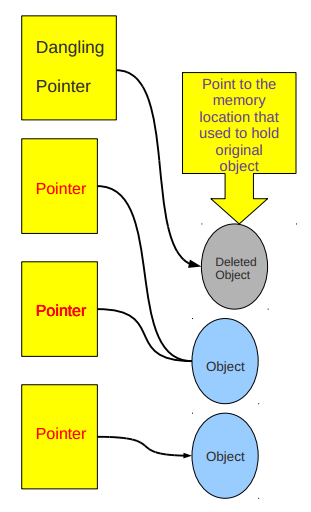 Dangling
Pointer
Point to the
memory
location that
used to hold
original
object
Pointer
Deleted
Object
Pointer
Object
Pointer
Object